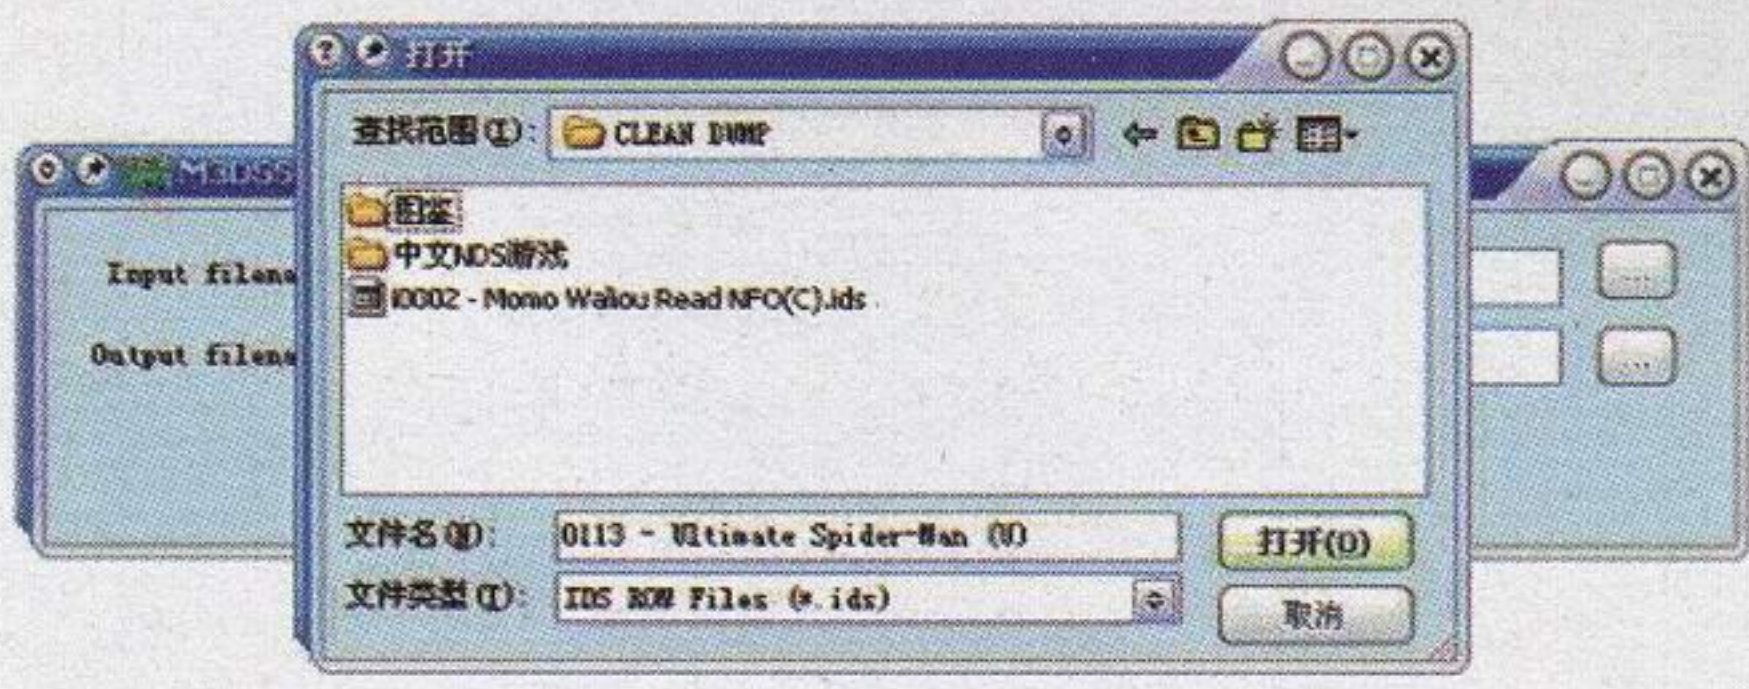 打开
查找范围(I): CLEAN DUMP
M3DSS
图鉴
中文NDS游戏
i0002 - Momo Wallou Read NFO(C).ids
Input filena
Output filena
...
...
文件名(N): 0113 - Ultimate Spider-Man (U)
打开(O)
文件类型(T): IDS ROM Files (*.ids)
取消